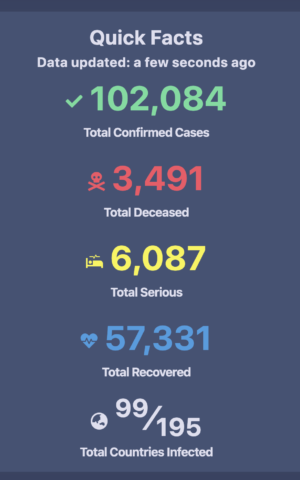 Quick Facts
Data updated: a few seconds ago
102,084
Total Confirmed Cases
3,491
Total Deceased
6,087
Total Serious
57,331
Total Recovered
99/195
Total Countries Infected